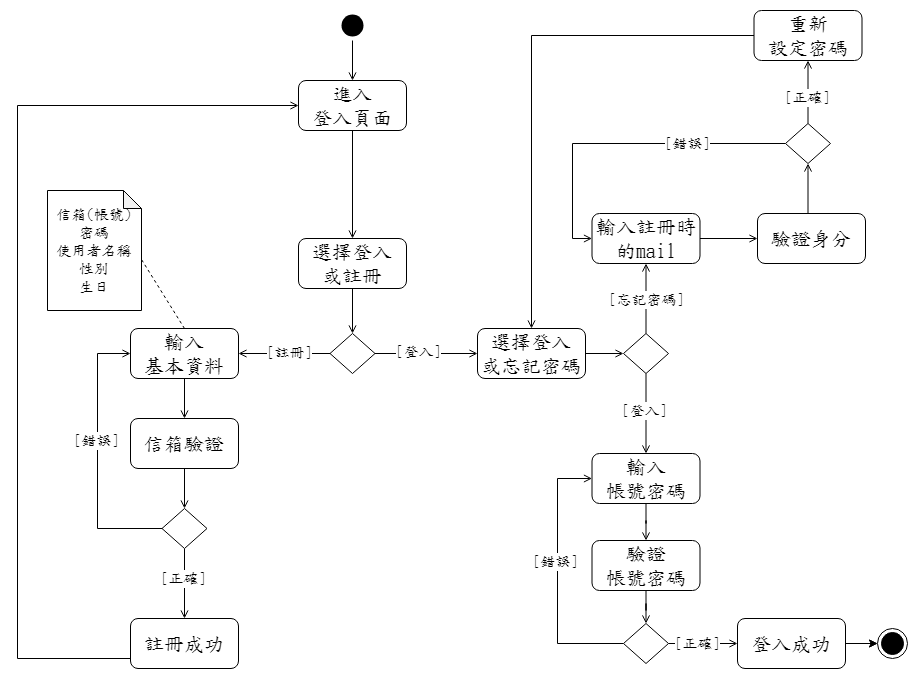 重新
設定密碼
進入
登入頁面
[正確]
[錯誤]
信箱(帳號)
密碼
使用者名稱
性別
生日
選擇登入
或註冊
輸入註冊時
的mail
驗證身分
[忘記密碼]
輸入
基本資料
[註冊]
[登入]
選擇登入
或忘記密碼
[登入]
[錯誤]
信箱驗證
輸入
帳號密碼
[錯誤]
驗證
帳號密碼
[正確]
註冊成功
[正確]
登入成功